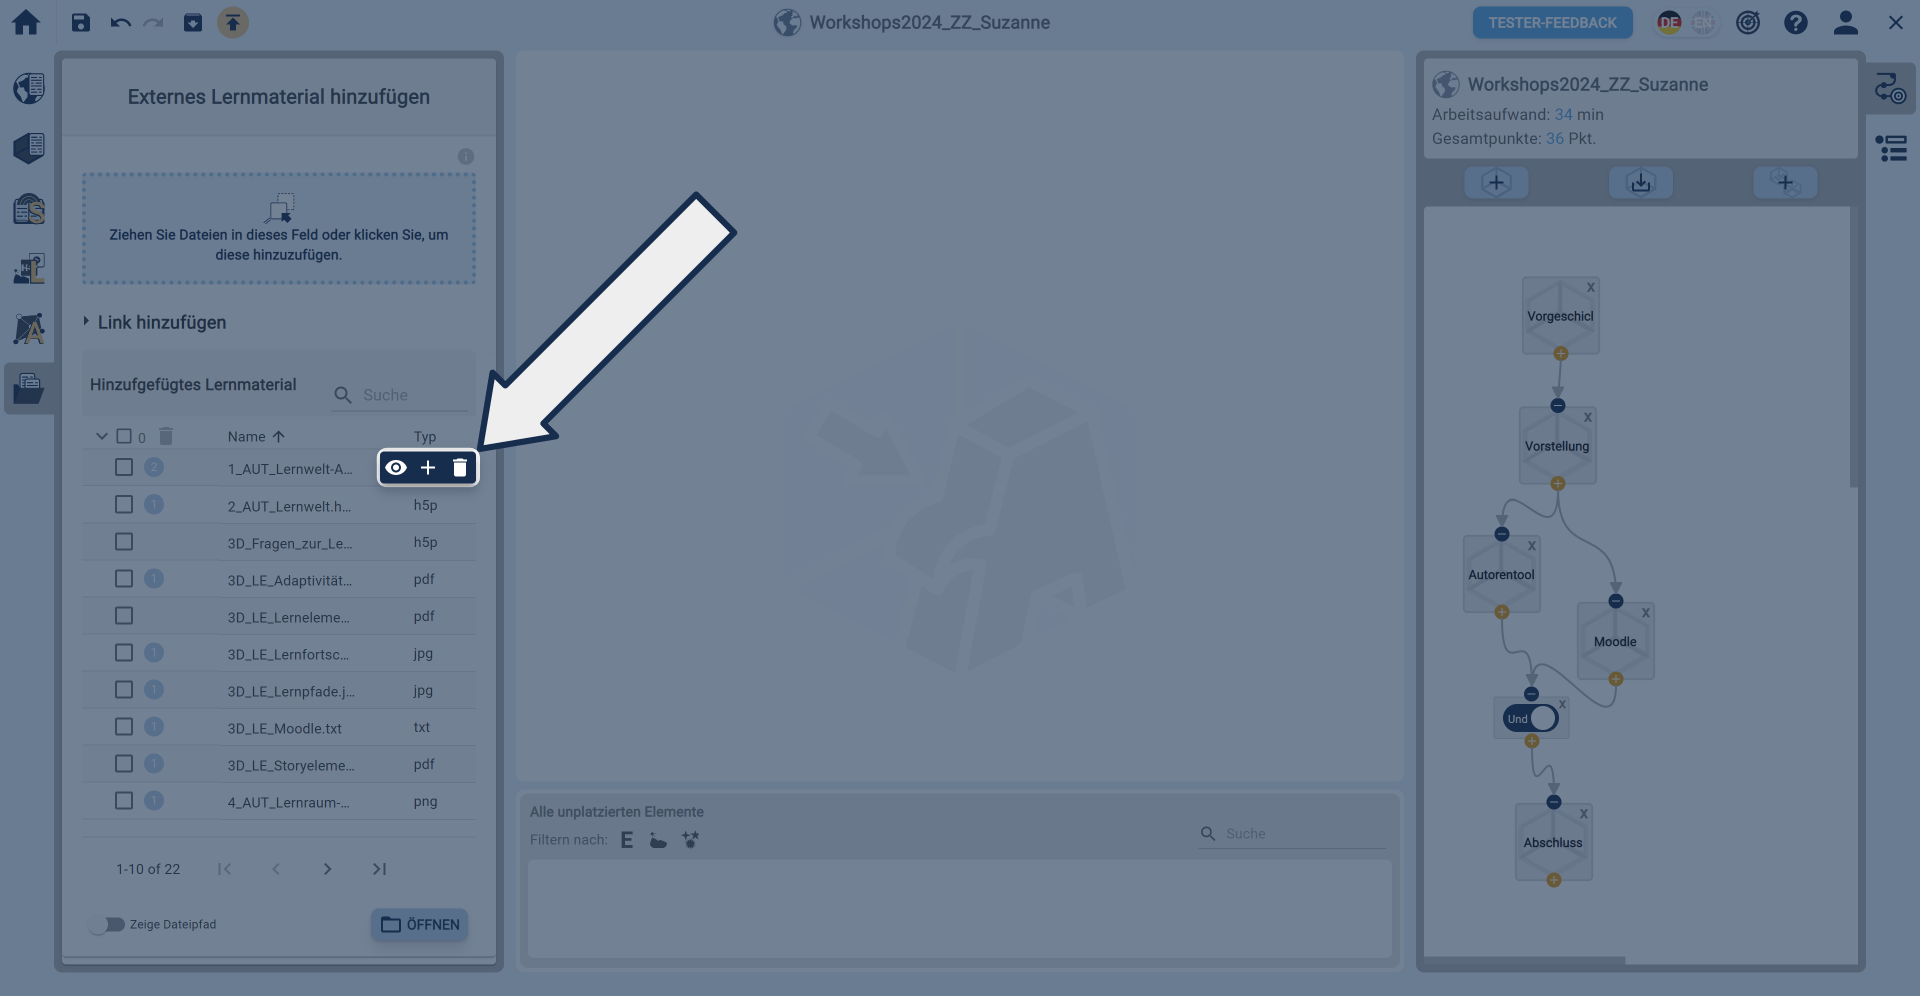 Workshops2024_ZZ_Suzanne
TESTER-FEEDBACK
DE
EN
Externes Lernmaterial hinzufügen
Ziehen Sie Dateien in dieses Feld oder klicken Sie, um
diese hinzuzufügen.
Link hinzufügen
Hinzufgefügtes Lernmaterial
Suche
0
Name
Typ
2
1_AUT_Lernwelt-A...
1
2_AUT_Lernwelt.h...
h5p
3D_Fragen_zur_Le...
h5p
1
3D_LE_Adaptivität...
pdf
3D_LE_Lerneleme...
pdf
1
3D_LE_Lernfortsc...
jpg
1
3D_LE_Lernpfade.j...
jpg
1
3D_LE_Moodle.txt
txt
1
3D_LE_Storyeleme...
pdf
1
4_AUT_Lernraum-...
png
1-10 of 22
Zeige Dateipfad
ÖFFNEN
Alle unplatzierten Elemente
Filtern nach:
E
Suche
Workshops2024_ZZ_Suzanne
Arbeitsaufwand: 34 min
Gesamtpunkte: 36 Pkt.
X
Vorgeschicl
X
Vorstellung
X
Autorentool
X
Moodle
X
Und
X
Abschluss
S
L
A